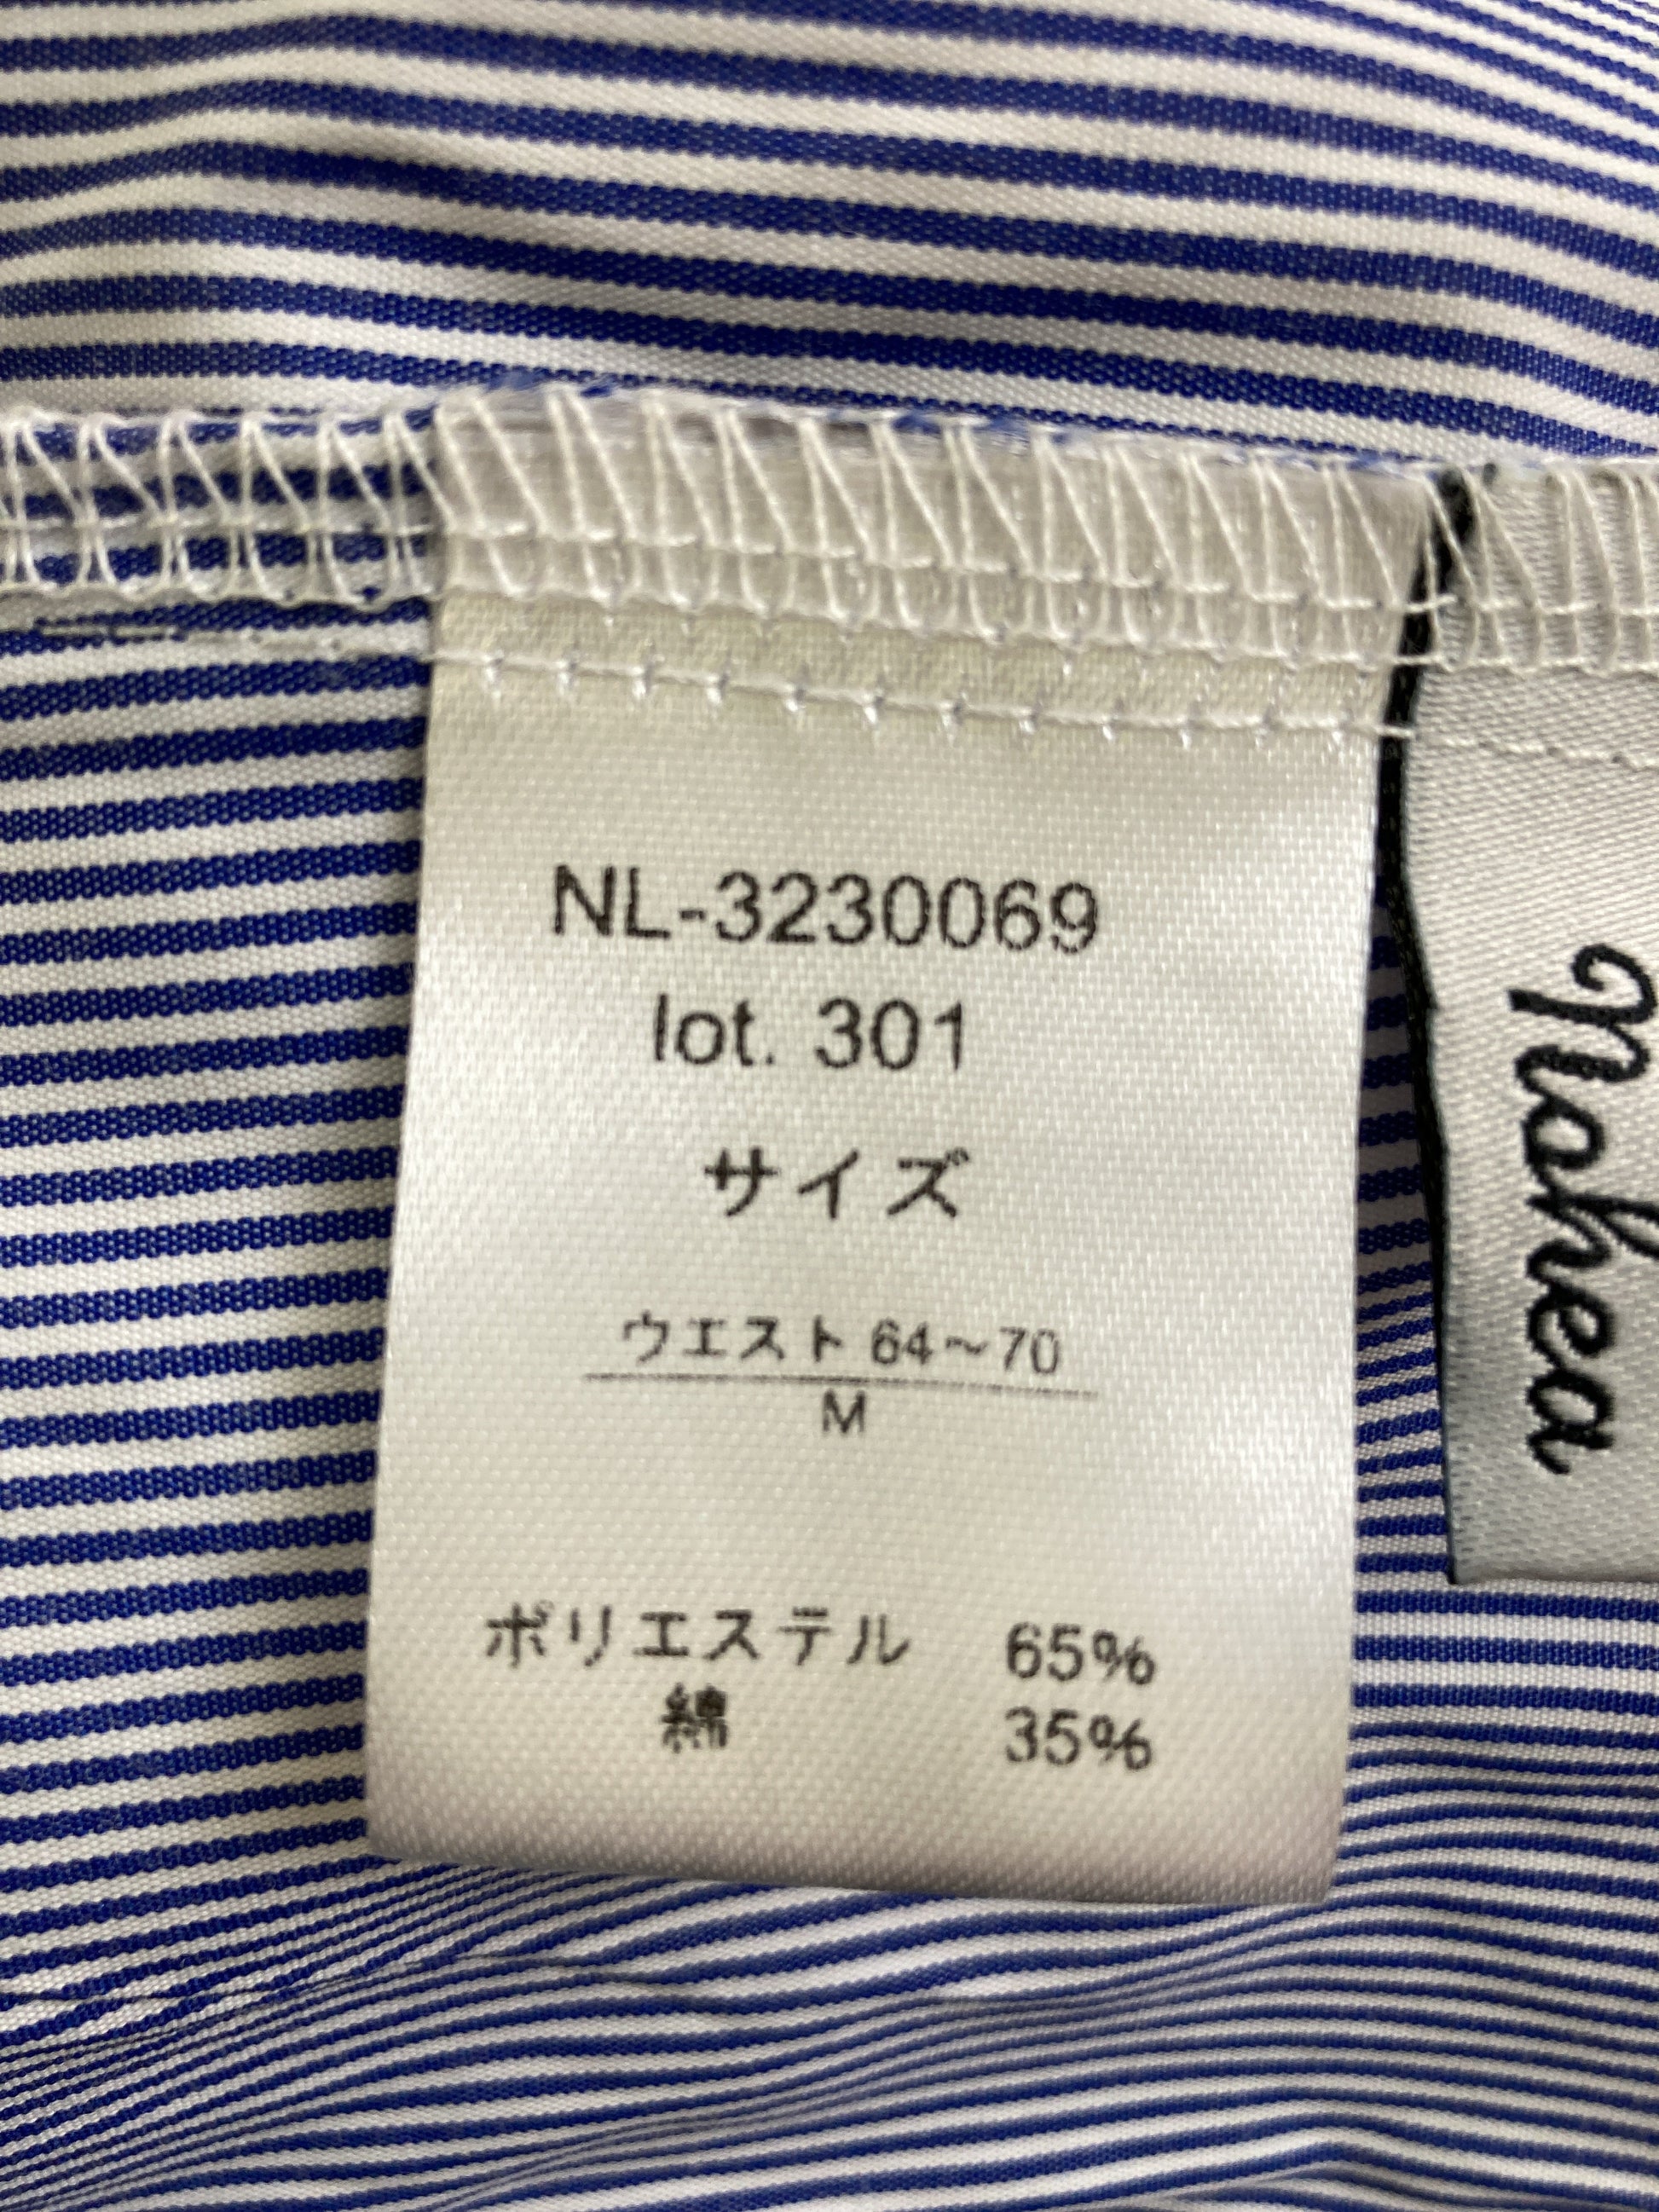 NL-3230069
lot. 301
サイズ
ウエスト 64～70
M
ポリエステル 65%
綿 35%
nohea